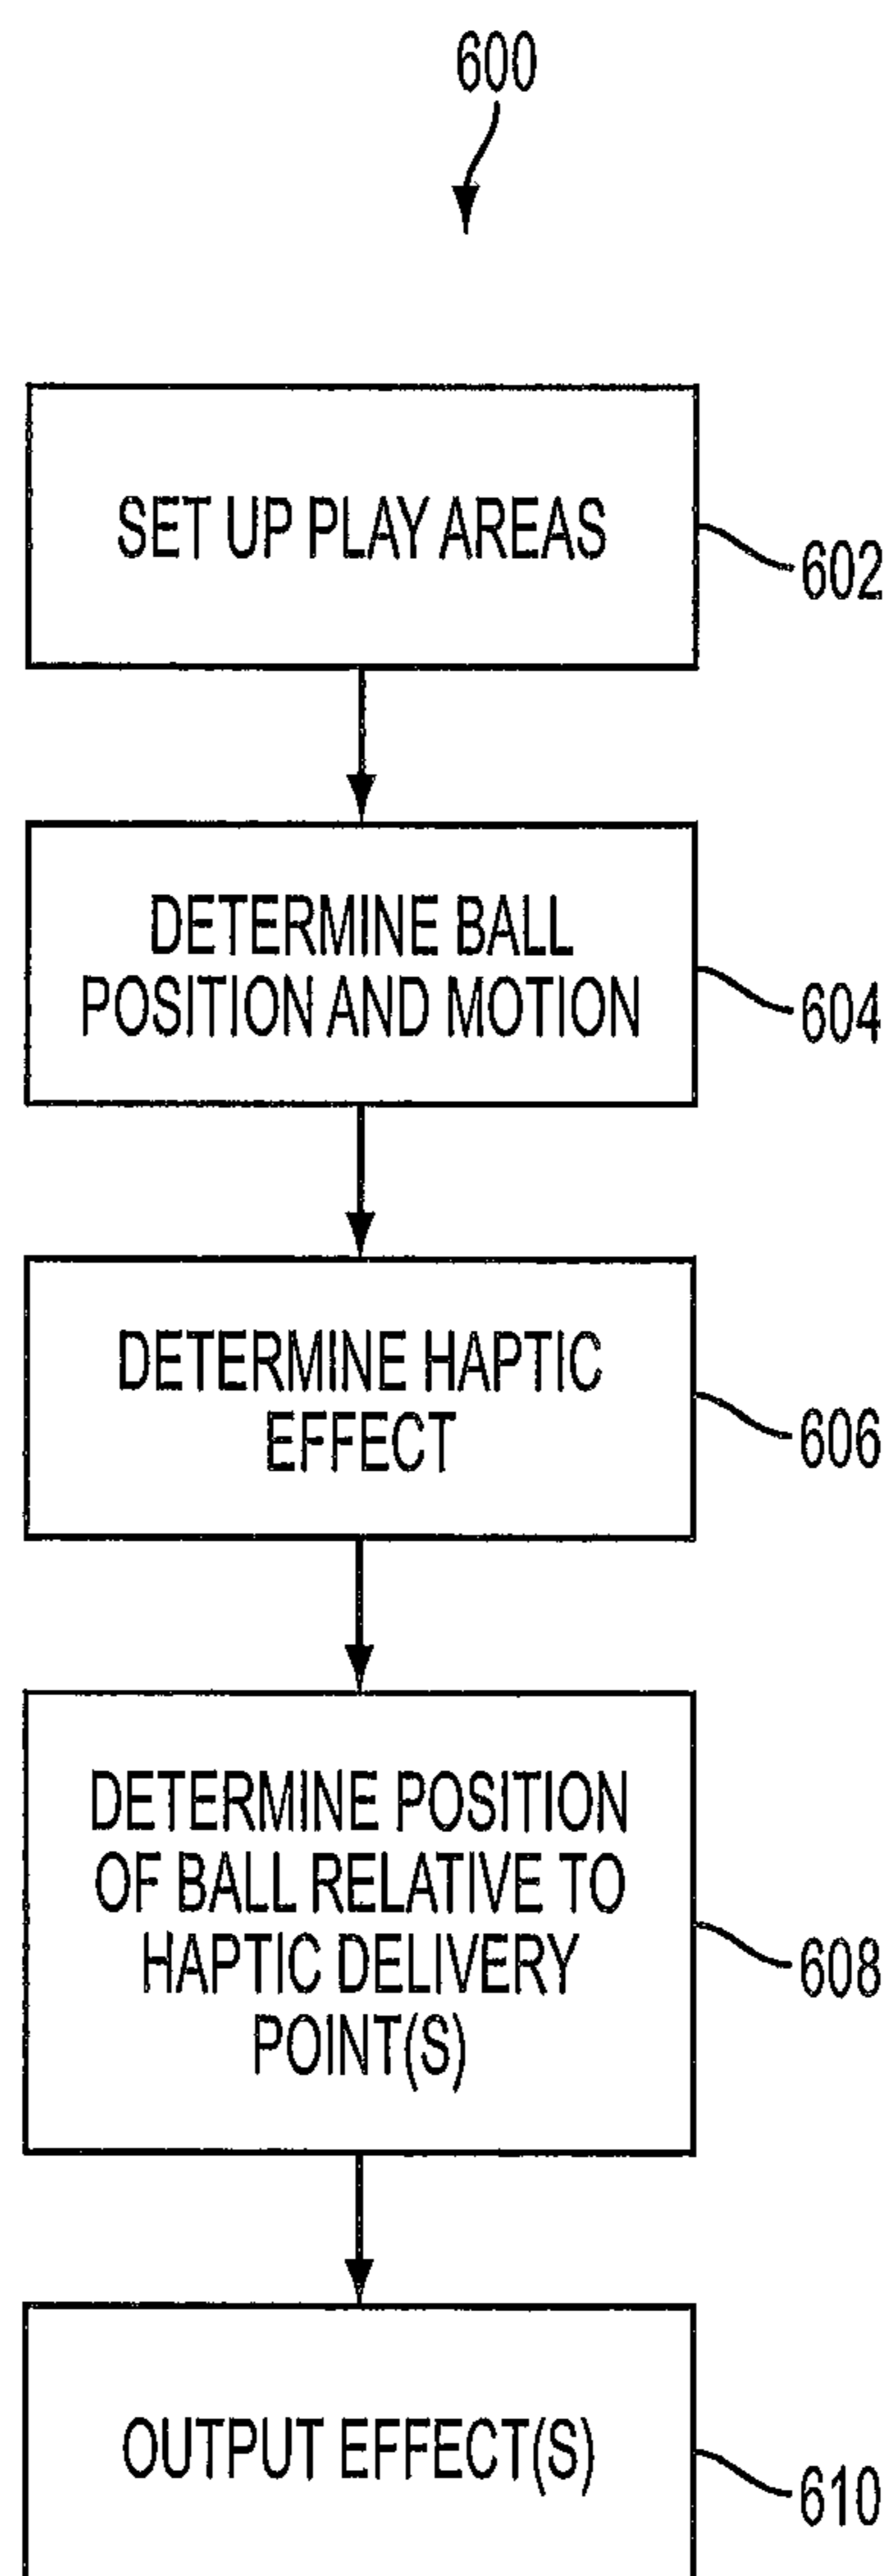 600
SET UP PLAY AREAS
602
DETERMINE BALL
POSITION AND MOTION
604
DETERMINE HAPTIC
EFFECT
606
DETERMINE POSITION
OF BALL RELATIVE TO
HAPTIC DELIVERY
POINT(S)
608
OUTPUT EFFECT(S)
610